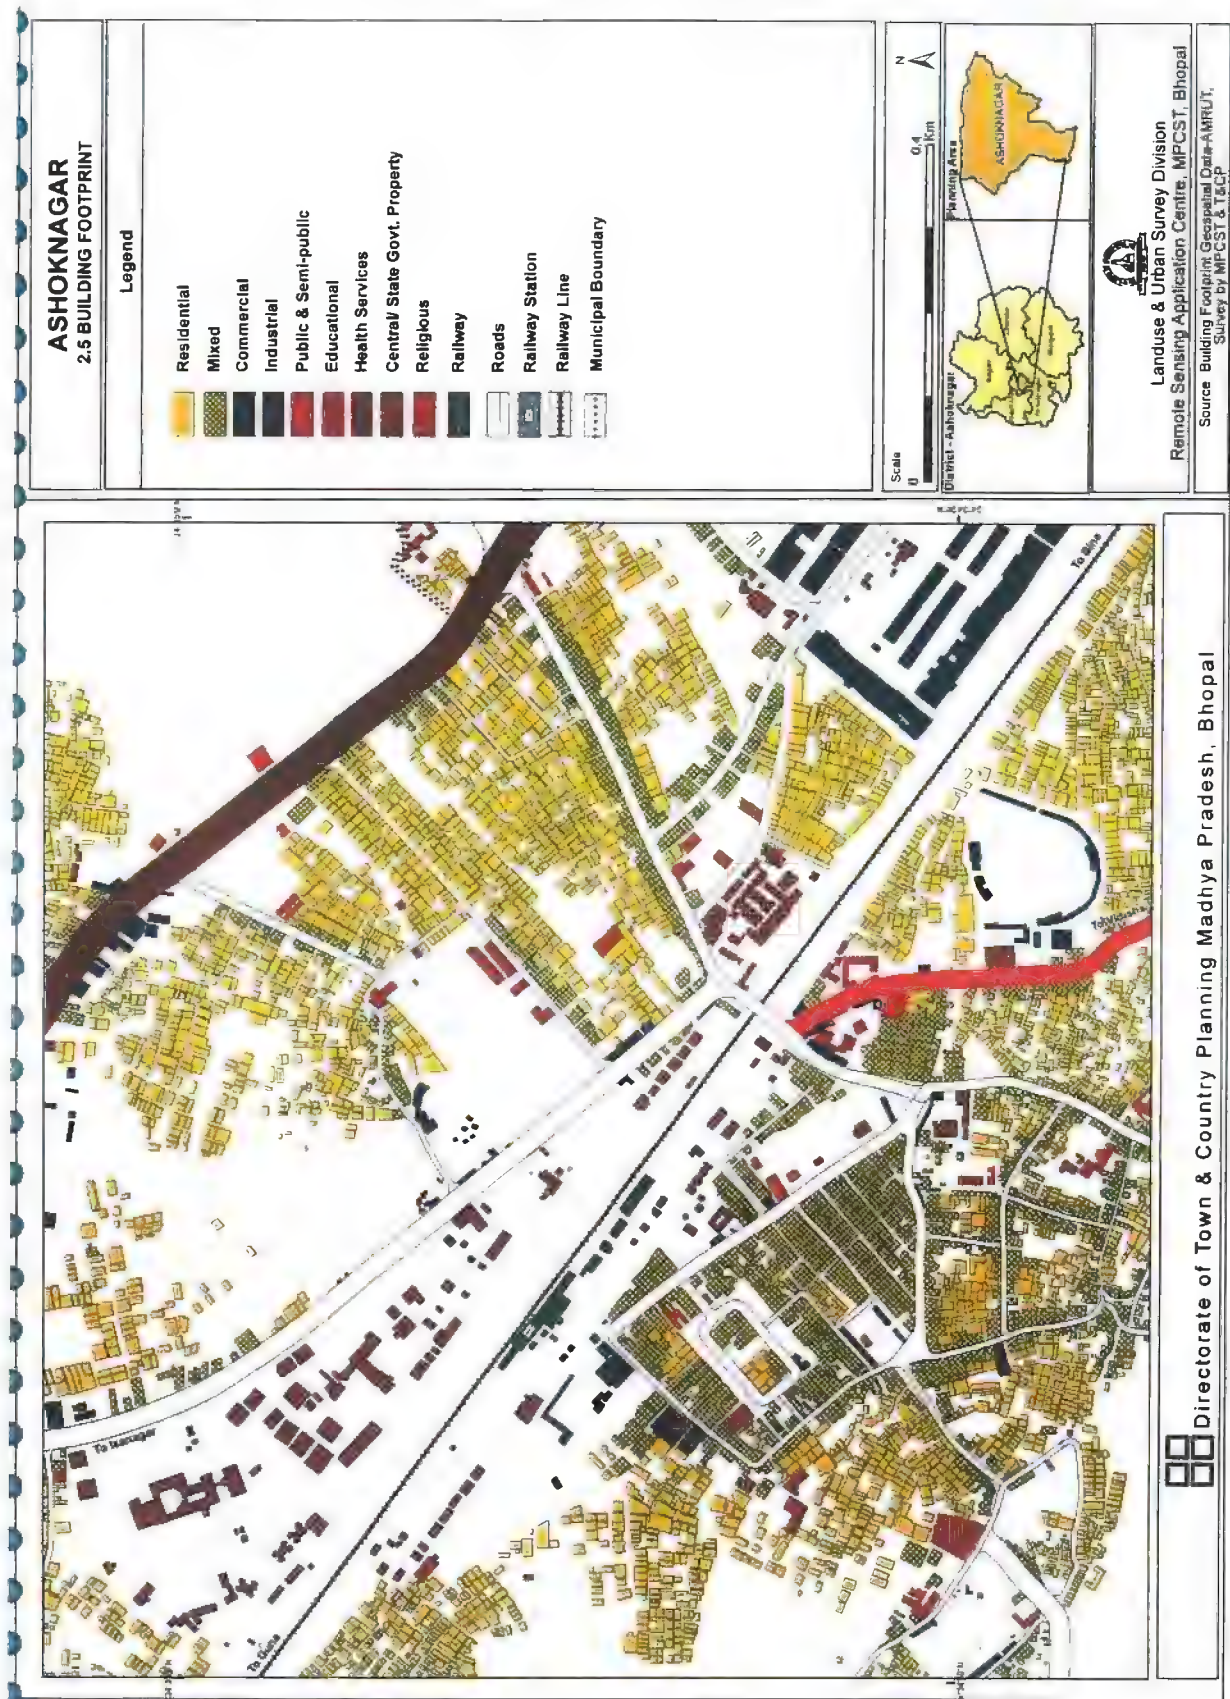 ASHOKNAGAR
2.5 BUILDING FOOTPRINT
Legend
Residential
Mixed
Commercial
Industrial
Public & Semi-public
Educational
Health Services
Central/ State Govt. Property
Religious
Railway
Roads
Railway Station
Railway Line
Municipal Boundary
N
Scale
0
0.4
Km
District - Ashoknagar
Planning Area
ASHOKNAGAR
Landuse & Urban Survey Division
Remote Sensing Application Centre, MPCST, Bhopal
Source Building Footprint Geospatial Data-AMRUT,
Survey by MPCST & T&CP
To Isanagar
To Guna
To Bina
Directorate of Town & Country Planning Madhya Pradesh, Bhopal